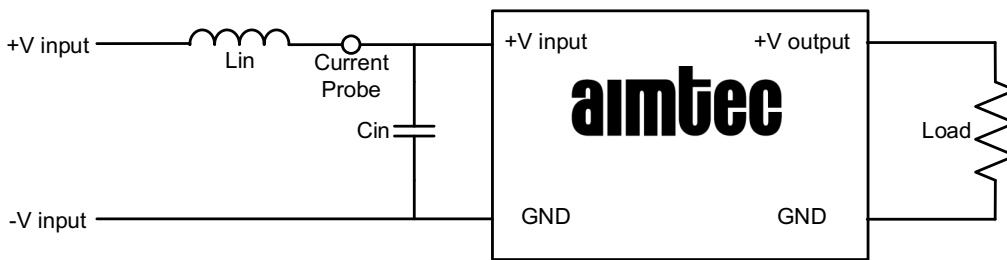 +V input
Lin
Current
Probe
Cin
-V input
+V input
+V output
aimtec
GND
GND
Load